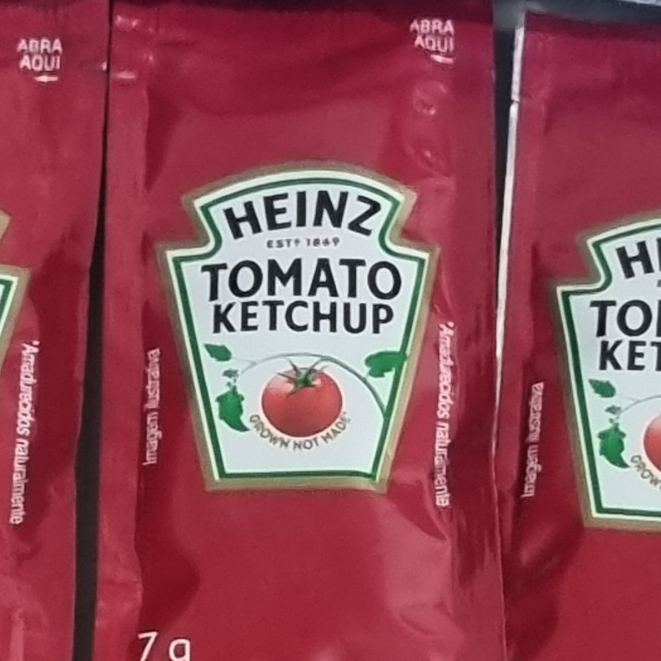 ABRA
AQUI
*Amadurecidos naturalmente
ABRA
AQUI
HEINZ
ESTD 1869
TOMATO
KETCHUP
GROWN NOT MADE
Imagem ilustrativa
*Amadurecidos naturalmente
7 g
Imagem ilustrativa